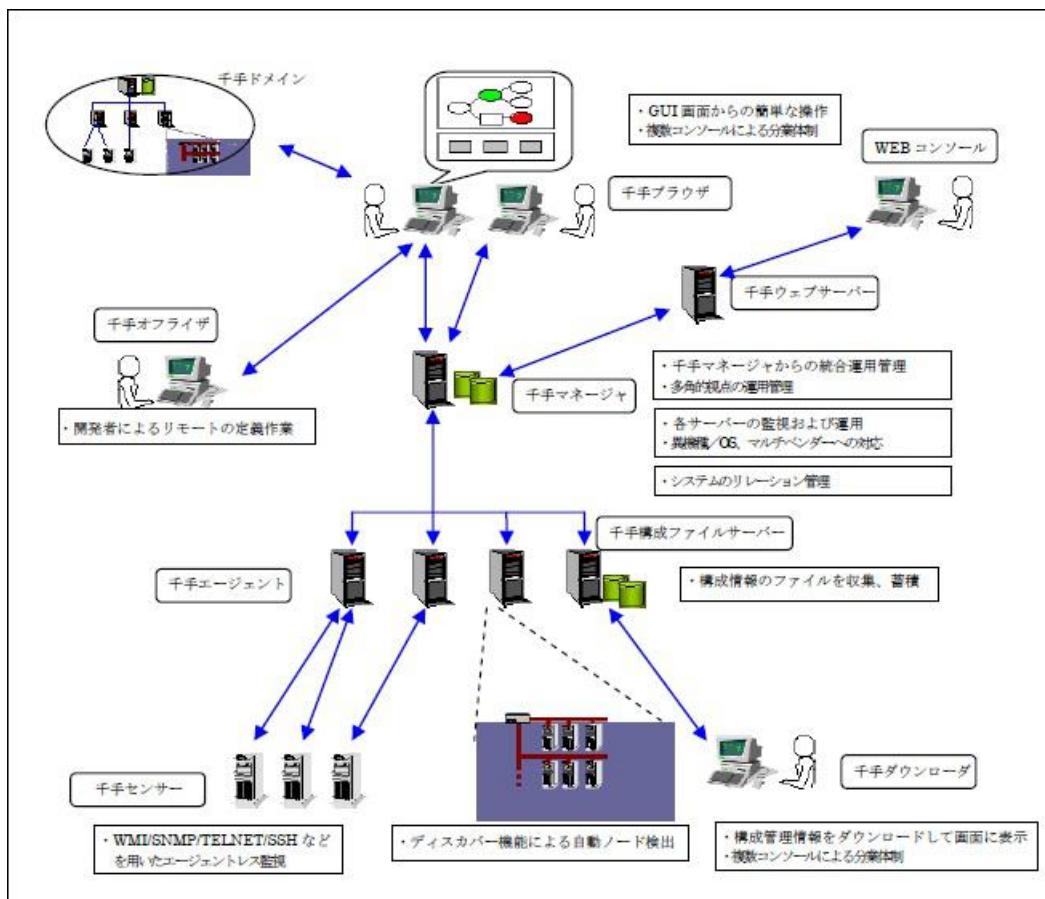 千手ドメイン
・GUI 画面からの簡単な操作
・複数コンソールによる分業体制
WEB コンソール
千手ブラウザ
千手ウェブサーバー
千手オフライザ
・開発者によるリモートの定義作業
千手マネージャ
・千手マネージャからの統合運用管理
・多角的視点の運用管理
・各サーバーの監視および運用
・異機種/OS、マルチベンダーへの対応
・システムのリレーション管理
千手構成ファイルサーバー
千手エージェント
・構成情報のファイルを収集、蓄積
千手センサー
千手ダウンローダ
・WMI/SNMP/TELNET/SSH など
を用いたエージェントレス監視
・ディスカバー機能による自動ノード検出
・構成管理情報をダウンロードして画面に表示
・複数コンソールによる分業体制